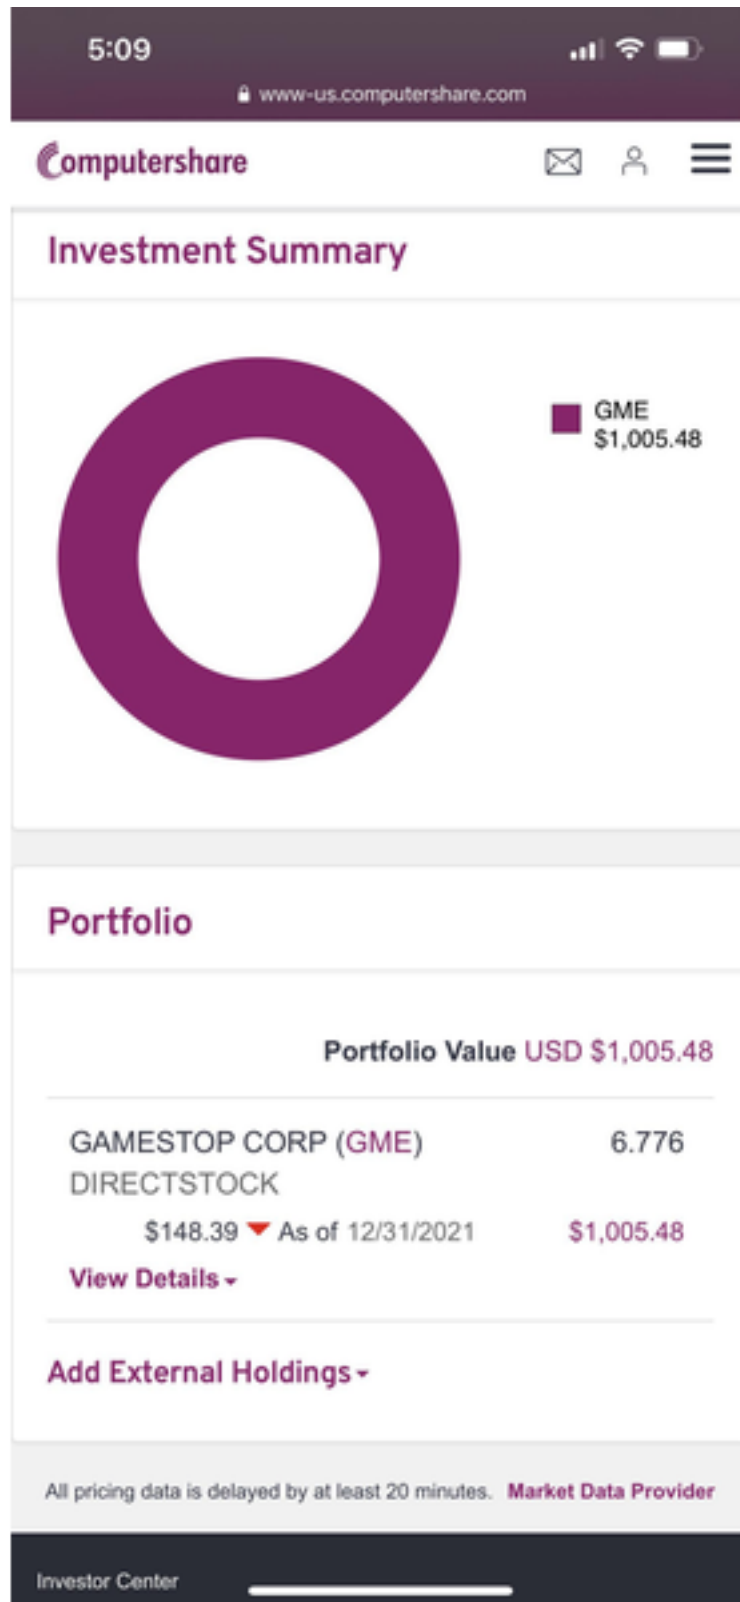 5:09
www-us.computershare.com
Computershare
Investment Summary
GME
$1,005.48
Portfolio
Portfolio Value USD $1,005.48
GAMESTOP CORP (GME) 6.776
DIRECTSTOCK
$148.39 As of 12/31/2021 $1,005.48
View Details
Add External Holdings
All pricing data is delayed by at least 20 minutes. Market Data Provider
Investor Center